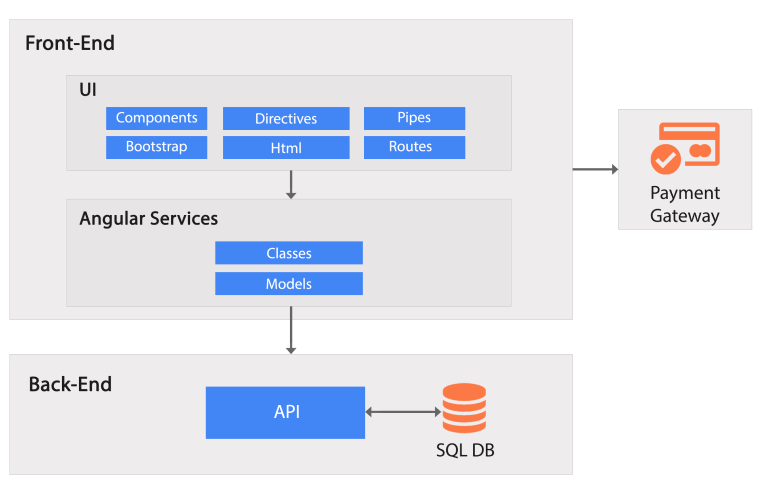 Front-End
UI
Components
Directives
Pipes
Bootstrap
Html
Routes
Payment
Gateway
Angular Services
Classes
Models
Back-End
API
SQL DB